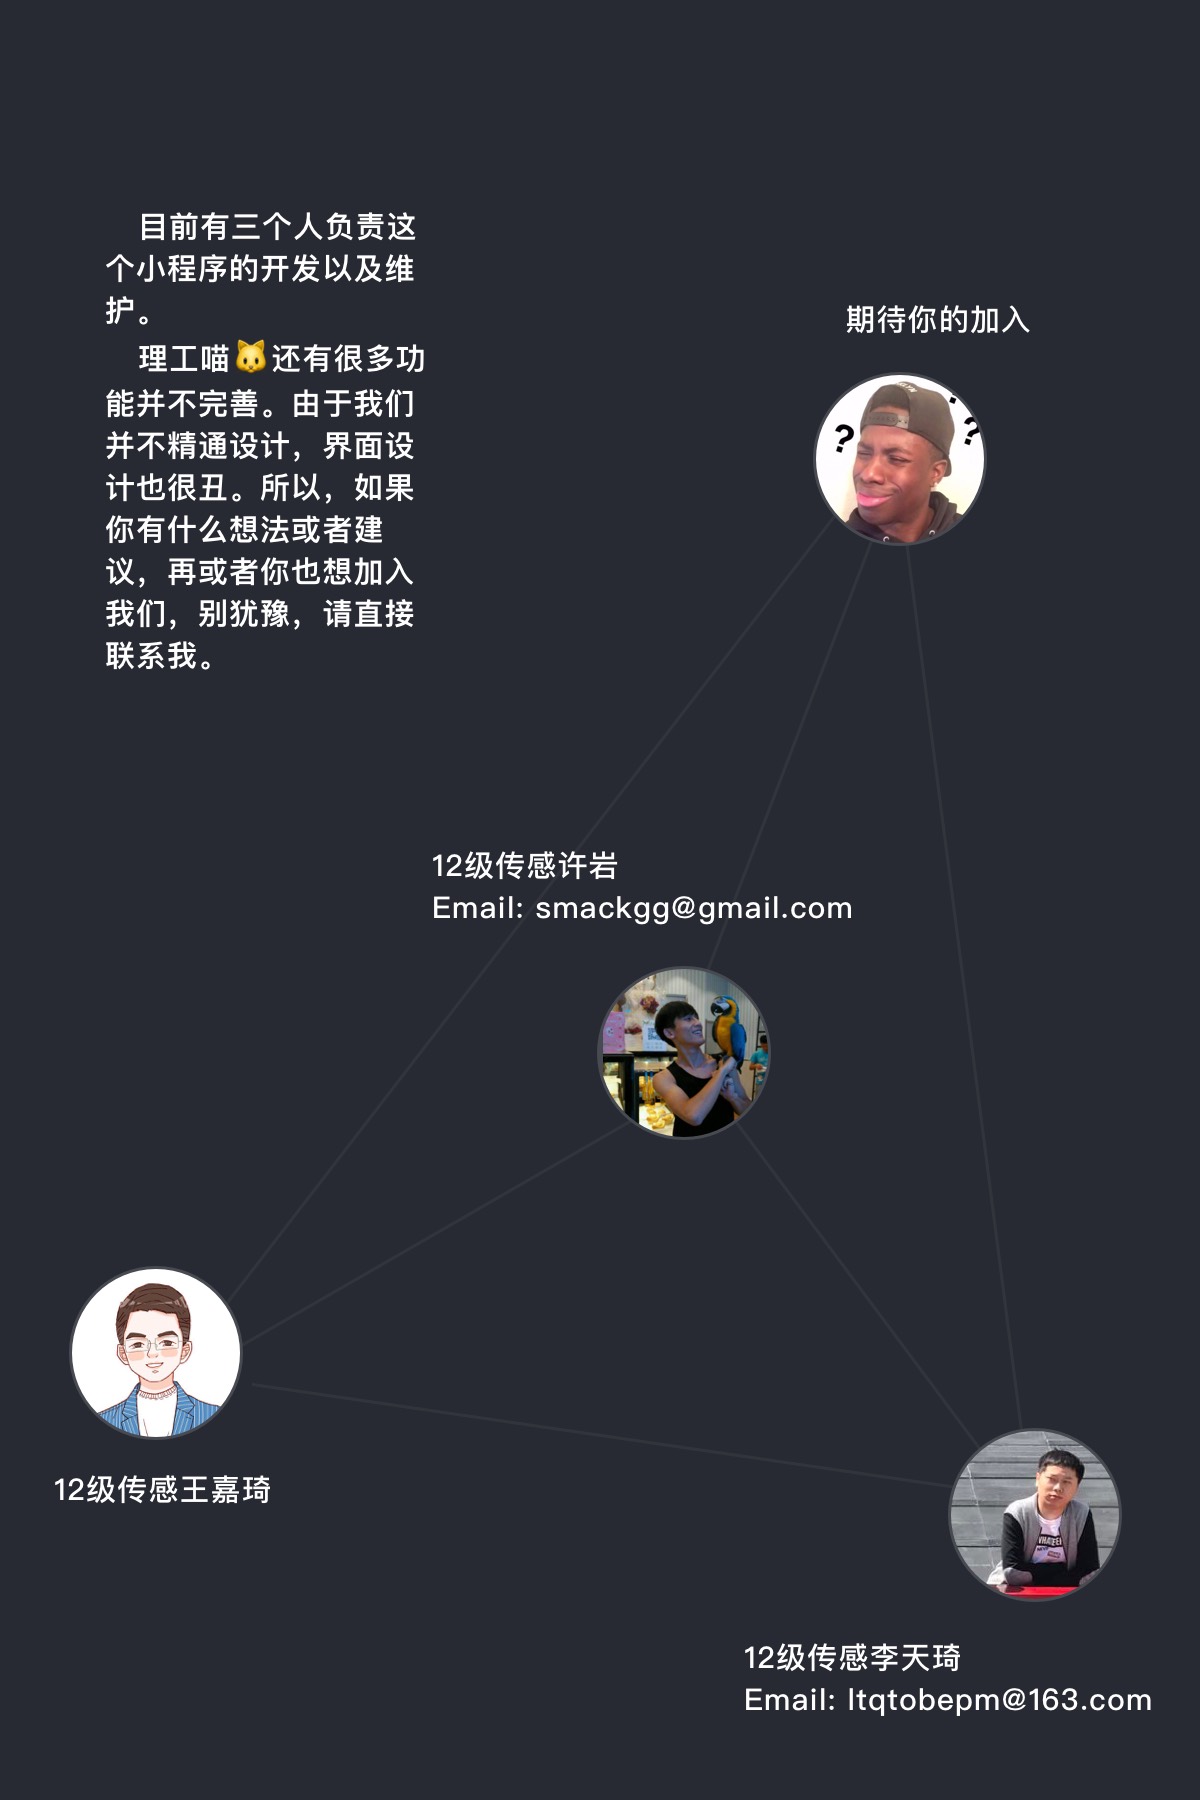 目前有三个人负责这
个小程序的开发以及维
护。
理工喵🐱还有很多功
能并不完善。由于我们
并不精通设计，界面设
计也很丑。所以，如果
你有什么想法或者建
议，再或者你也想加入
我们，别犹豫，请直接
联系我。
期待你的加入
? ?
12级传感许岩
Email: smackgg@gmail.com
12级传感王嘉琦
12级传感李天琦
Email: ltqtobepm@163.com